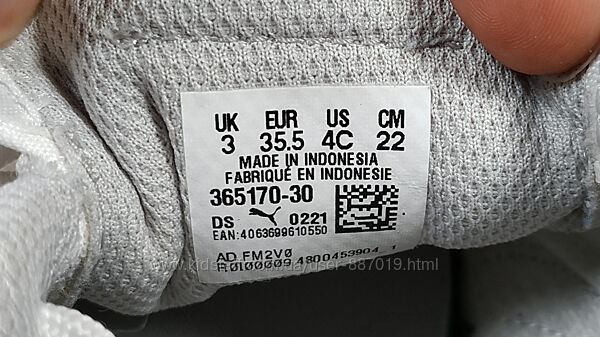 UK EUR US CM
3 35.5 4C 22
MADE IN INDONESIA
FABRIQUÉ EN INDONESIE
365170-30
DS 0221
EAN:4063699610550
AD FM2V0
R0100009 4800453904 1